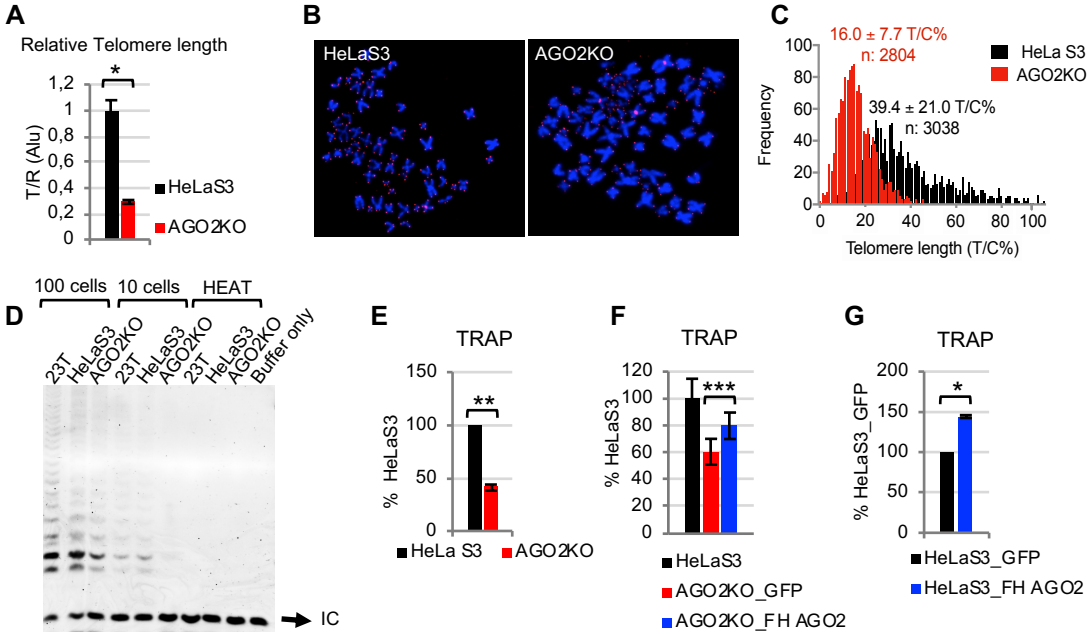 A
Relative Telomere length
*
1,2
1
0,8
0,6
0,4
0,2
0
T/R (Alu)
HeLaS3
AGO2KO
B
HeLaS3
AGO2KO
C
16.0 ± 7.7 T/C%
n: 2804
HeLa S3
AGO2KO
39.4 ± 21.0 T/C%
n: 3038
Frequency
100
80
60
40
20
0
0 20 40 60 80 100
Telomere length (T/C%)
D
100 cells 10 cells HEAT
23T HeLaS3 AGO2KO 23T HeLaS3 AGO2KO 23T HeLaS3 AGO2KO Buffer only
IC
E
TRAP
**
% HeLaS3
150
100
50
0
HeLa S3 AGO2KO
F
TRAP
***
% HeLaS3
120
100
80
60
40
20
0
HeLaS3
AGO2KO_GFP
AGO2KO_FH AGO2
G
TRAP
*
% HeLaS3_GFP
200
150
100
50
0
HeLaS3_GFP
HeLaS3_FH AGO2